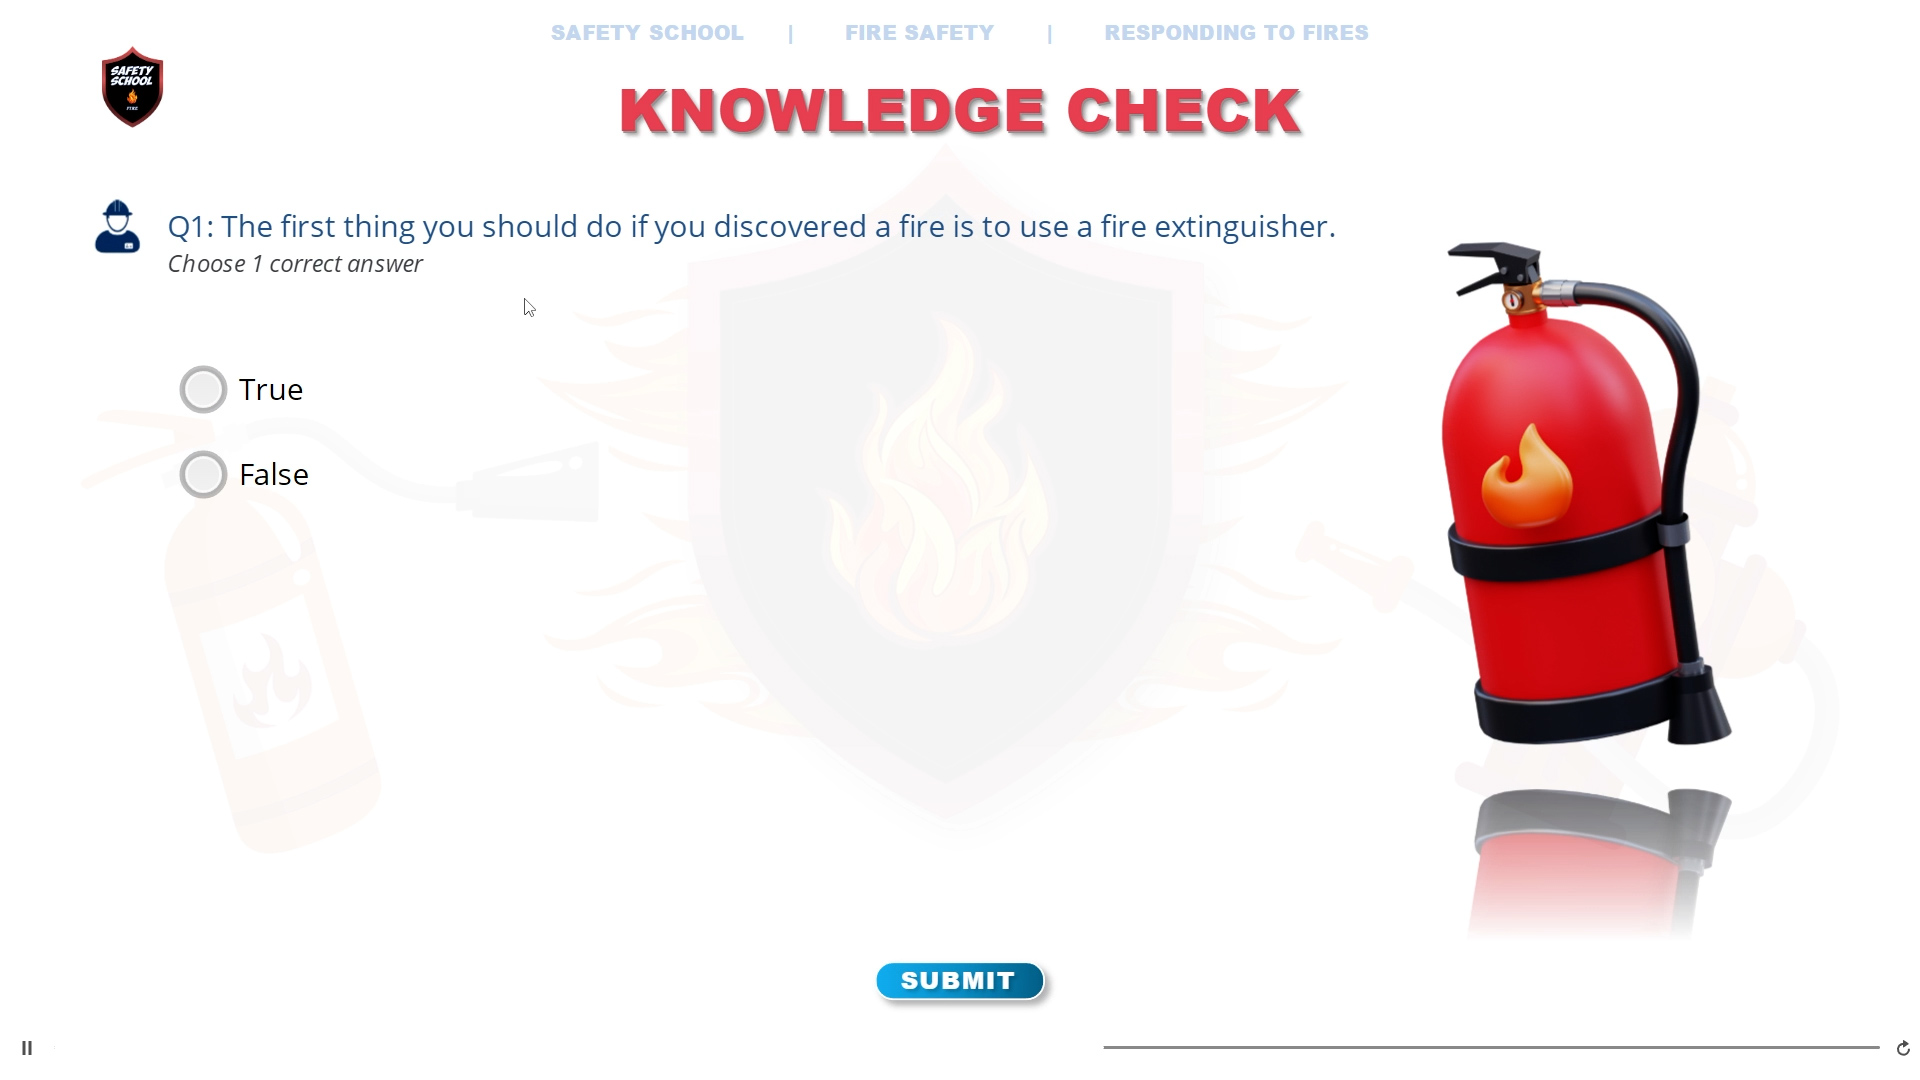 SAFETY SCHOOL | FIRE SAFETY | RESPONDING TO FIRES
SAFETY
SCHOOL
FIRE
KNOWLEDGE CHECK
Q1: The first thing you should do if you discovered a fire is to use a fire extinguisher.
Choose 1 correct answer
True
False
SUBMIT